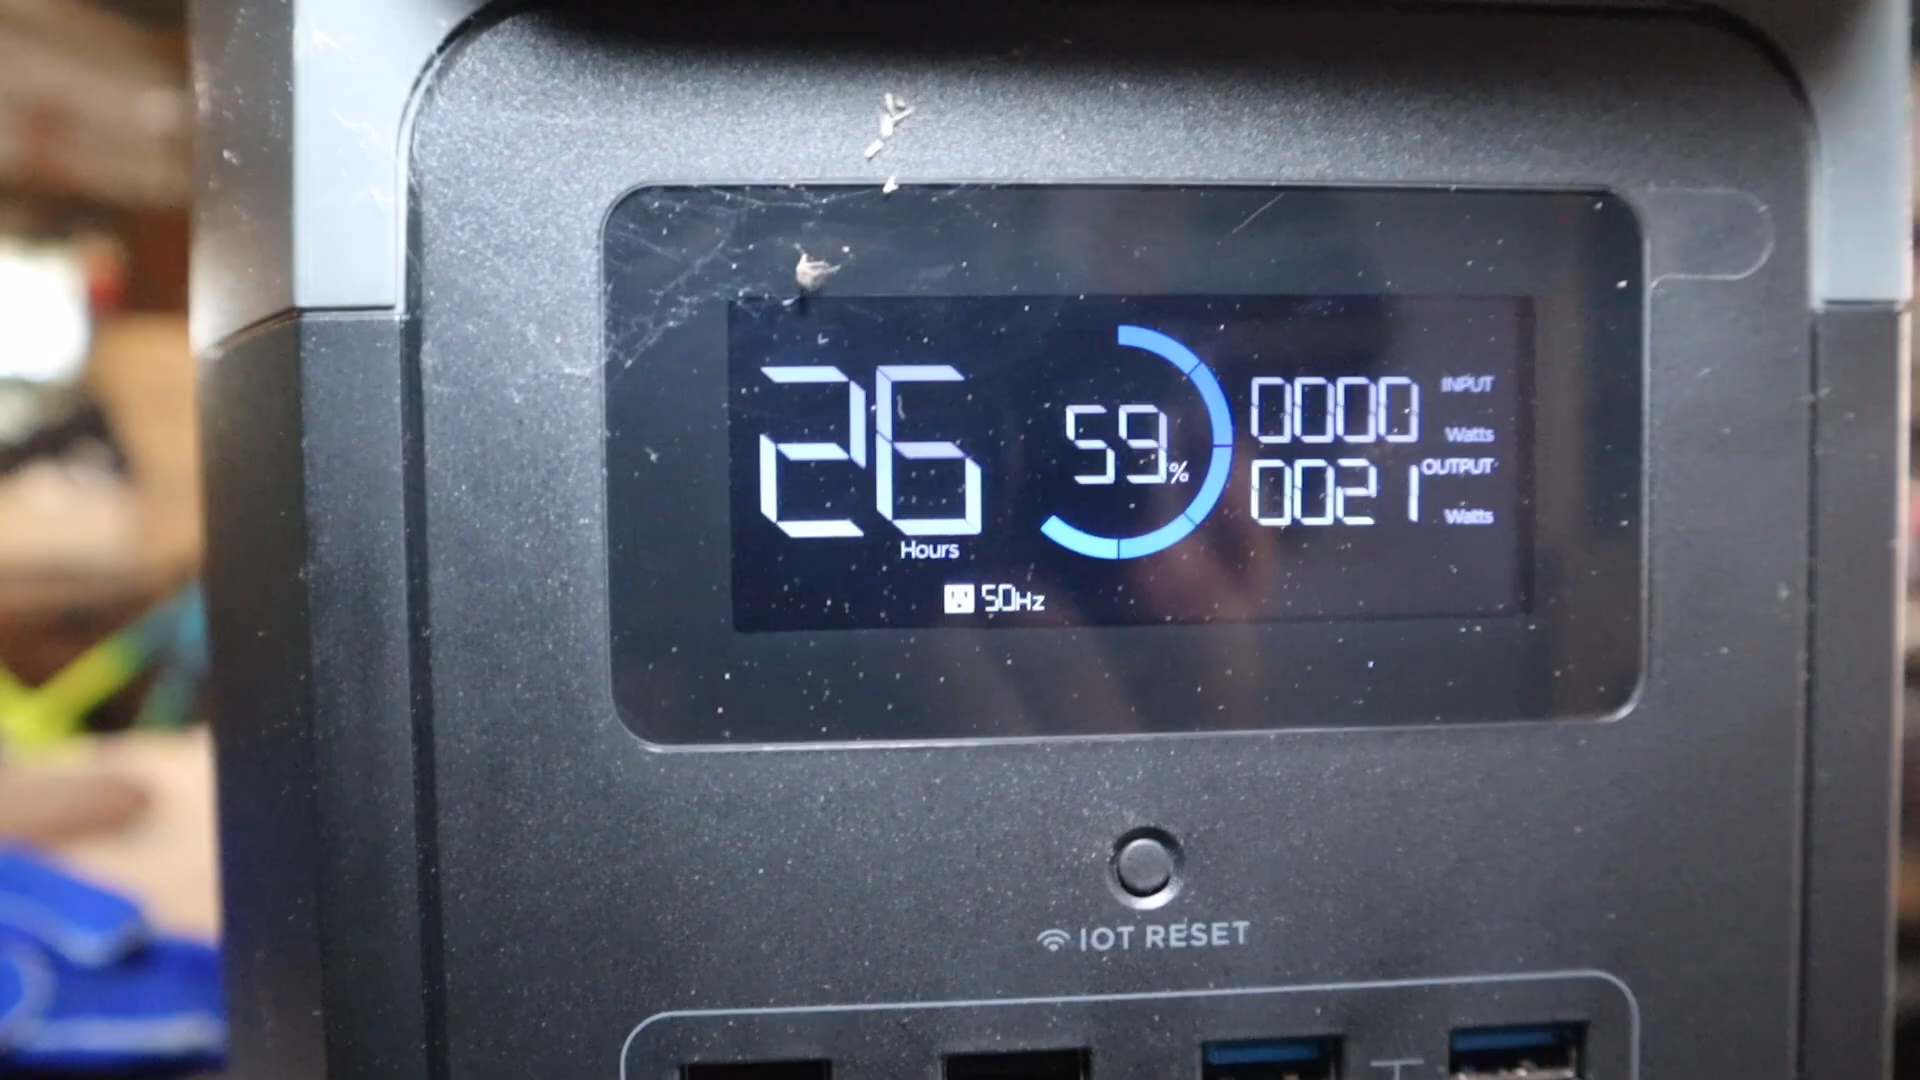 26
Hours
59%
0000 INPUT
Watts
0021 OUTPUT
Watts
50Hz
IOT RESET